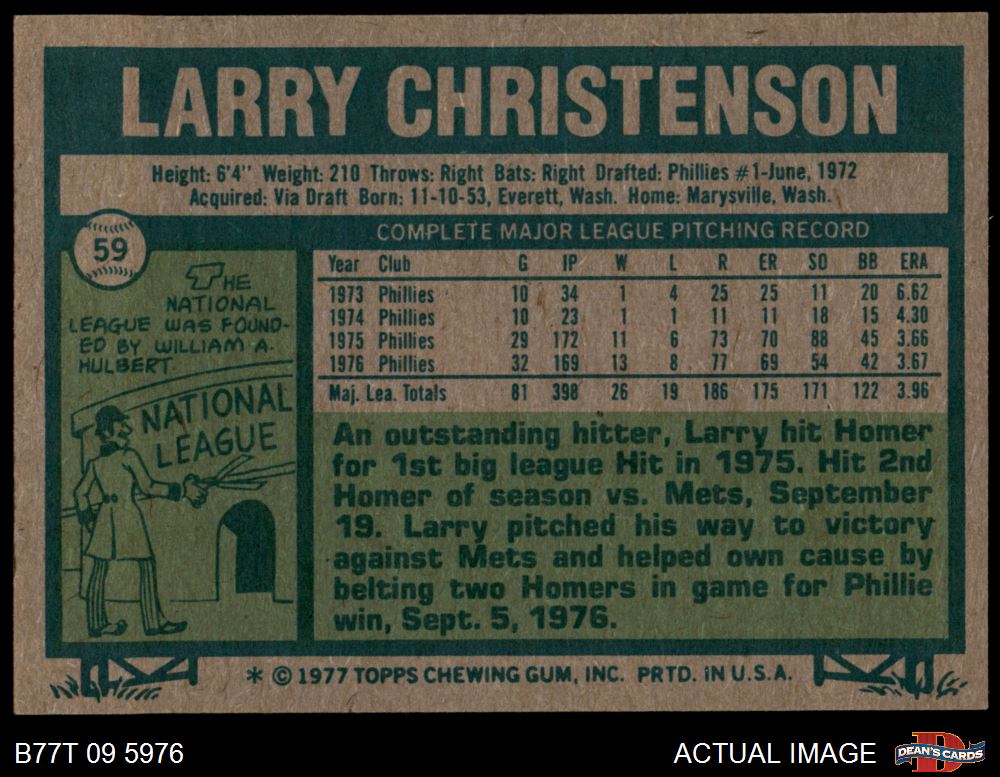 LARRY CHRISTENSON
Height: 6'4" Weight: 210 Throws: Right Bats: Right Drafted: Phillies #1-June, 1972
Acquired: Via Draft Born: 11-10-53, Everett, Wash. Home: Marysville, Wash.
59
THE
NATIONAL
LEAGUE WAS FOUND-
ED BY WILLIAM A.
HULBERT
NATIONAL
LEAGUE
COMPLETE MAJOR LEAGUE PITCHING RECORD
Year Club G IP W L R ER SO BB ERA
1973 Phillies 10 34 1 4 25 25 11 20 6.62
1974 Phillies 10 23 1 1 11 11 18 15 4.30
1975 Phillies 29 172 11 6 73 70 88 45 3.66
1976 Phillies 32 169 13 8 77 69 54 42 3.67
Maj. Lea. Totals 81 398 26 19 186 175 171 122 3.96
An outstanding hitter, Larry hit Homer
for 1st big league Hit in 1975. Hit 2nd
Homer of season vs. Mets, September
19. Larry pitched his way to victory
against Mets and helped own cause by
belting two Homers in game for Phillie
win, Sept. 5, 1976.
* © 1977 TOPPS CHEWING GUM, INC. PRTD. IN U.S.A.
B77T 09 5976
ACTUAL IMAGE
DEAN'S CARDS